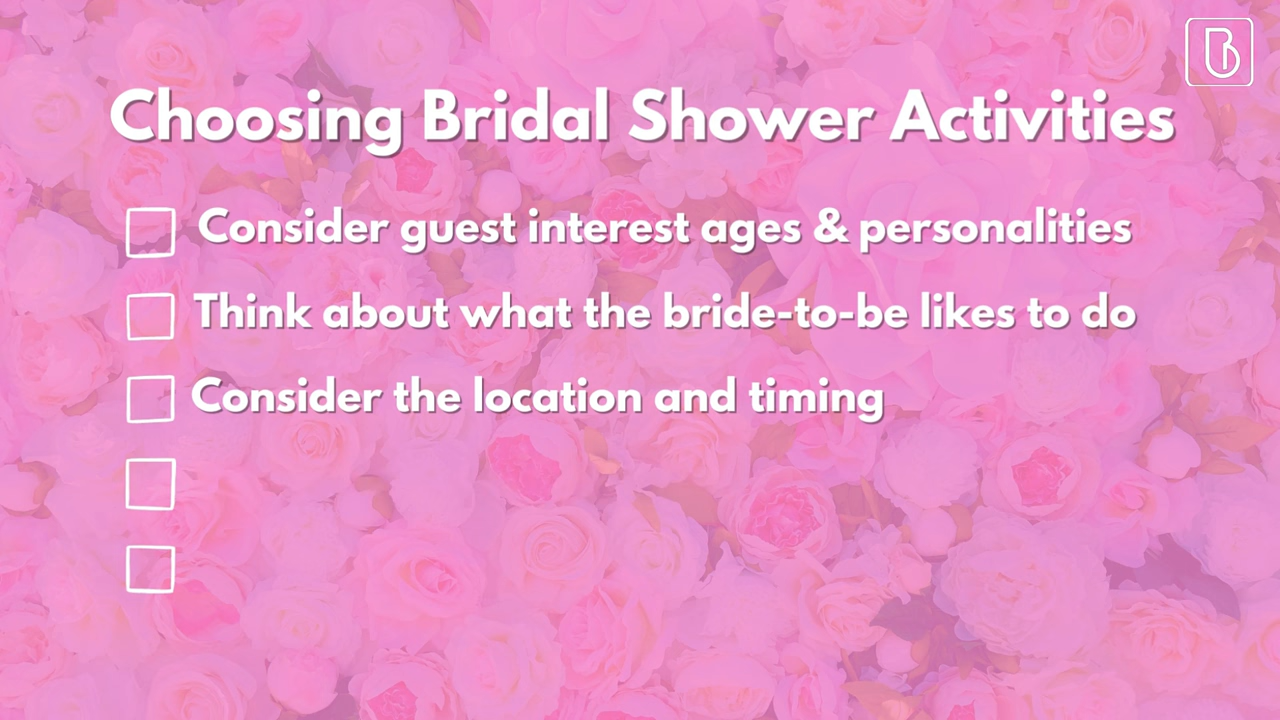 Choosing Bridal Shower Activities
Consider guest interest ages & personalities
Think about what the bride-to-be likes to do
Consider the location and timing